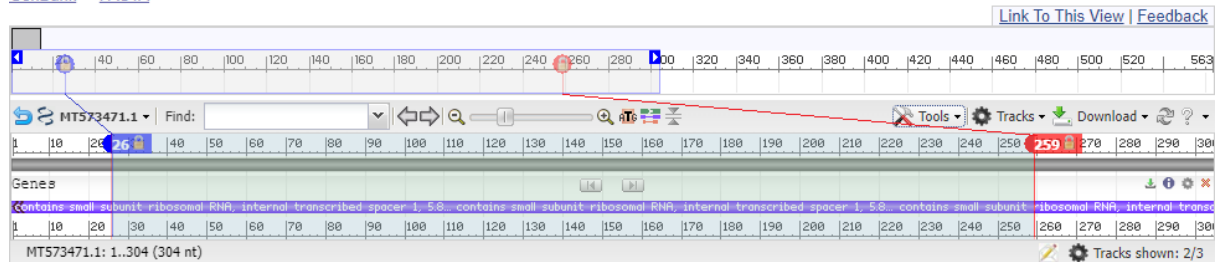 Link To This View | Feedback
20 |40 |60 |80 |100 |120 |140 |160 |180 |200 |220 |240 260 |280 00 |320 |340 |360 |380 |400 |420 |440 |460 |480 |500 |520 563
MT573471.1 Find: Tools Tracks Download ?
1 |10 |20 26 |40 |50 |60 |70 |80 |90 |100 |110 |120 |130 |140 |150 |160 |170 |180 |190 |200 |210 |220 |230 |240 |250 259 270 |280 |290 |30
Genes
contains small subunit ribosomal RNA, internal transcribed spacer 1, 5.8... contains small subunit ribosomal RNA, internal transcribed spacer 1, 5.8... contains small subunit ribosomal RNA, internal transc
1 |10 |20 |30 |40 |50 |60 |70 |80 |90 |100 |110 |120 |130 |140 |150 |160 |170 |180 |190 |200 |210 |220 |230 |240 |250 |260 |270 |280 |290 |30
MT573471.1: 1..304 (304 nt) Tracks shown: 2/3